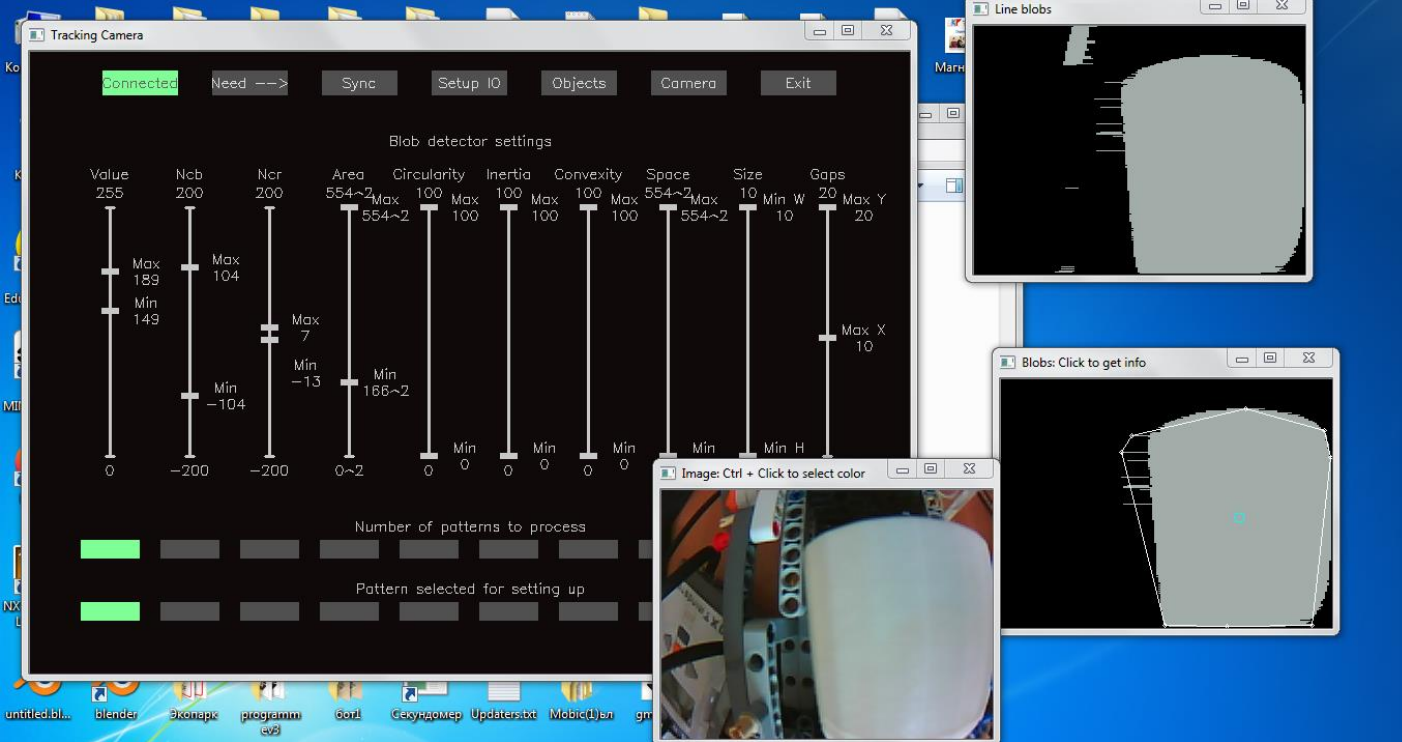 Tracking Camera
Connected Need --> Sync Setup IO Objects Camera Exit
Blob detector settings
Value Ncb Ncr Area Circularity Inertia Convexity Space Size Gaps
255 200 200 554~2 100 100 100 554~2 10 20
Max Max Max Max Max Min W Max Y
554~2 100 100 100 554~2 10 20
Max 189
Min 149
Max 104
Min -104
Max 7
Min -13
Min 166~2
Max X 10
Min 0
Min 0
Min 0
Min
Min H
0 -200 -200 0~2 0 0 0
Number of patterns to process
Pattern selected for setting up
Line blobs
Blobs: Click to get info
Image: Ctrl + Click to select color
untitled.bl...
blender
Экопарк
programm ev3
бот1
Секундомер
Updaters.txt
Mobic(1)ьл